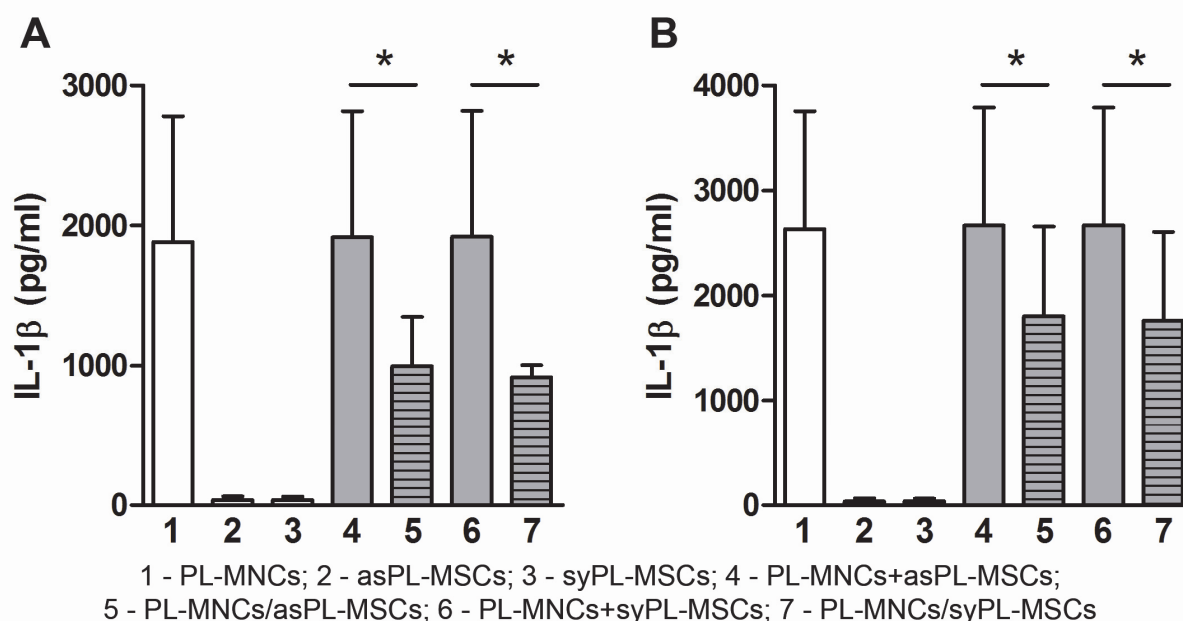 A
B
* *
* *
3000
2000
1000
0
IL-1β (pg/ml)
1 2 3 4 5 6 7
4000
3000
2000
1000
0
IL-1β (pg/ml)
1 2 3 4 5 6 7
1 - PL-MNCs; 2 - asPL-MSCs; 3 - syPL-MSCs; 4 - PL-MNCs+asPL-MSCs;
5 - PL-MNCs/asPL-MSCs; 6 - PL-MNCs+syPL-MSCs; 7 - PL-MNCs/syPL-MSCs